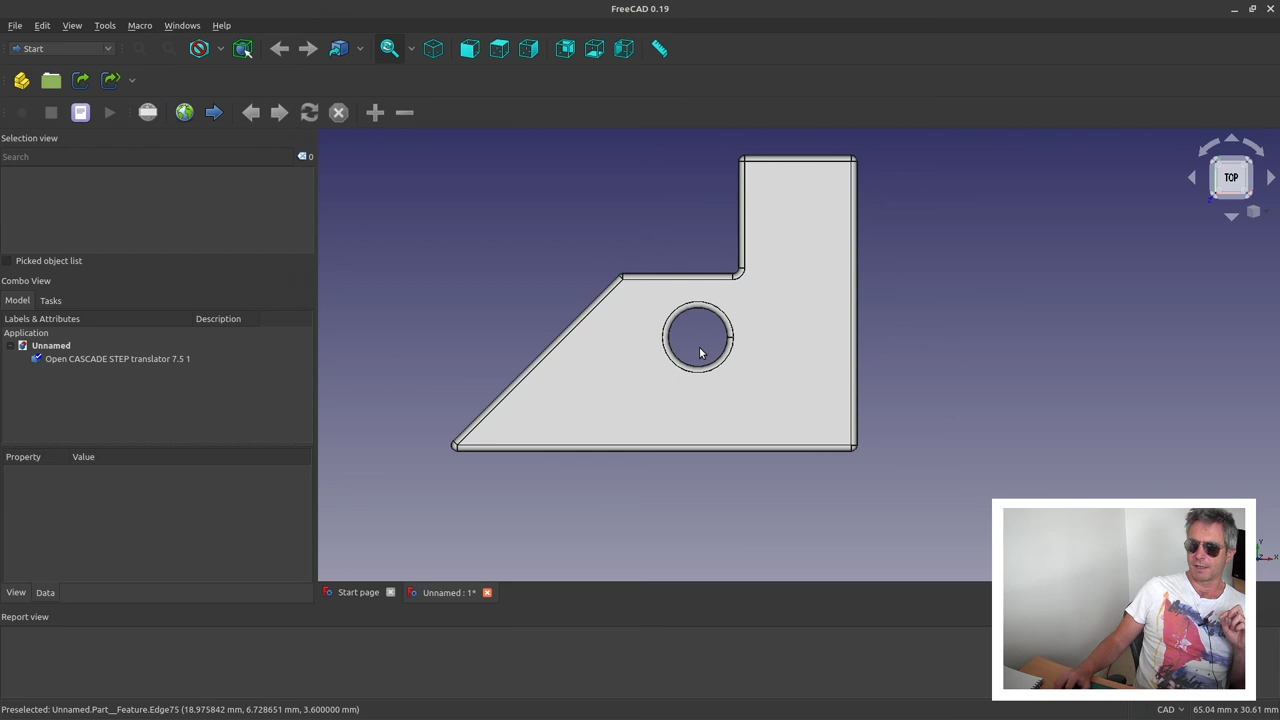 FreeCAD 0.19
File Edit View Tools Macro Windows Help
Start
Selection view
Search
0
Picked object list
Combo View
Model Tasks
Labels & Attributes Description
Application
Unnamed
Open CASCADE STEP translator 7.5 1
Property Value
View Data
TOP
Start page
Unnamed : 1*
Report view
Preselected: Unnamed.Part__Feature.Edge75 (18.975842 mm, 6.728651 mm, 3.600000 mm)
CAD
65.04 mm x 30.61 mm
Y
X
Z